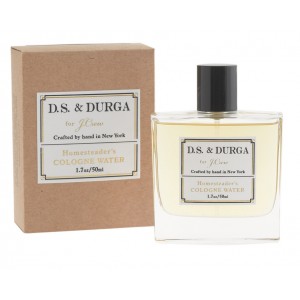 D.S. & DURGA
for J.Crew
Crafted by hand in New York
Homesteader's
COLOGNE WATER
1.7oz/50ml
D.S. & DURGA
for J.Crew
Crafted by hand in New York
Homesteader's
COLOGNE WATER
1.7oz/50ml